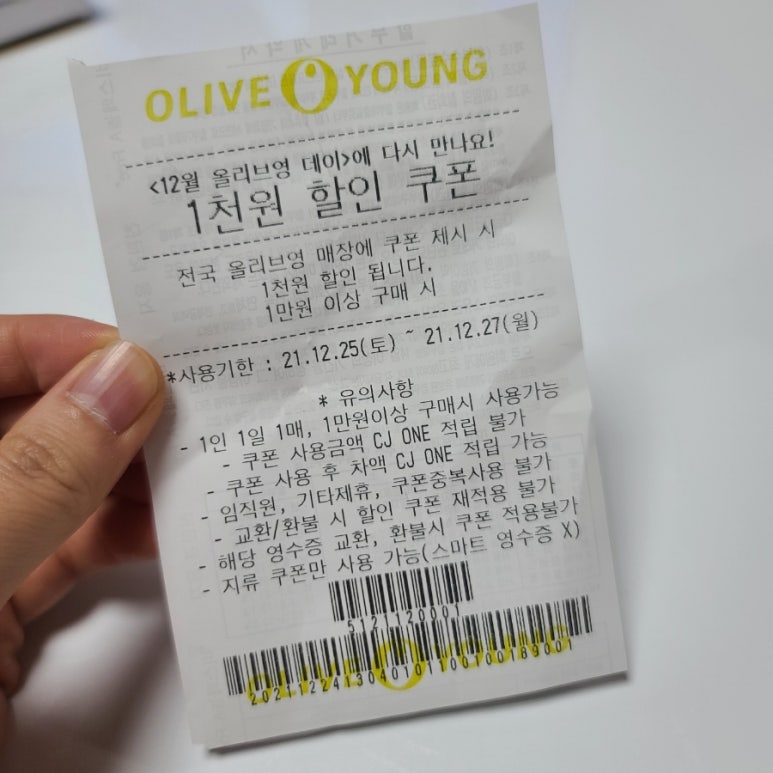 OLIVE YOUNG
<12월 올리브영 데이>에 다시 만나요!
1천원 할인 쿠폰
전국 올리브영 매장에 쿠폰 제시 시
1천원 할인 됩니다.
1만원 이상 구매 시
*사용기한 : 21.12.25(토) ~ 21.12.27(월)
* 유의사항
- 1인 1일 1매, 1만원이상 구매시 사용가능
- 쿠폰 사용금액 CJ ONE 적립 불가
- 쿠폰 사용 후 차액 CJ ONE 적립 가능
- 임직원, 기타제휴, 쿠폰중복사용 불가
- 교환/환불 시 할인 쿠폰 재적용 불가
- 해당 영수증 교환, 환불시 쿠폰 적용불가
- 지류 쿠폰만 사용 가능(스마트 영수증 X)
5121120001
OLIVE YOUNG